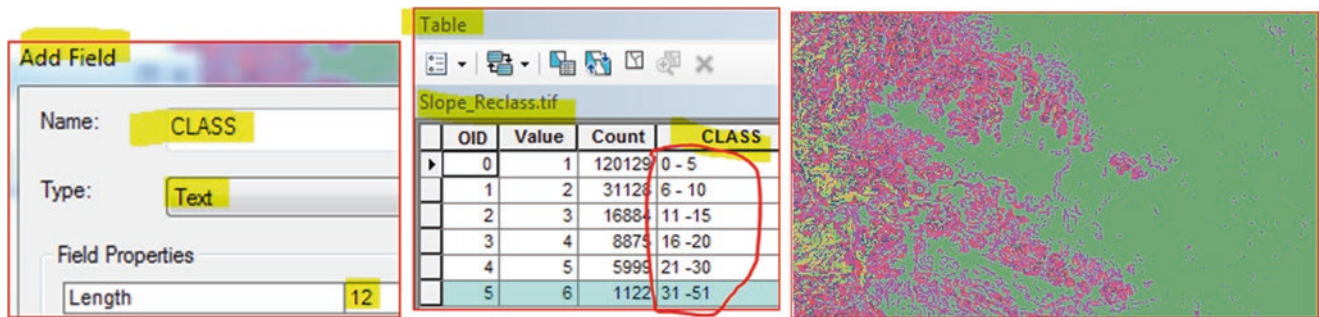 Add Field
Name: CLASS
Type: Text
Field Properties
Length 12
Table
Slope_Reclass.tif
OID Value Count CLASS
0 1 120129 0 - 5
1 2 31128 6 - 10
2 3 16884 11 -15
3 4 8875 16 -20
4 5 5999 21 -30
5 6 1122 31 -51